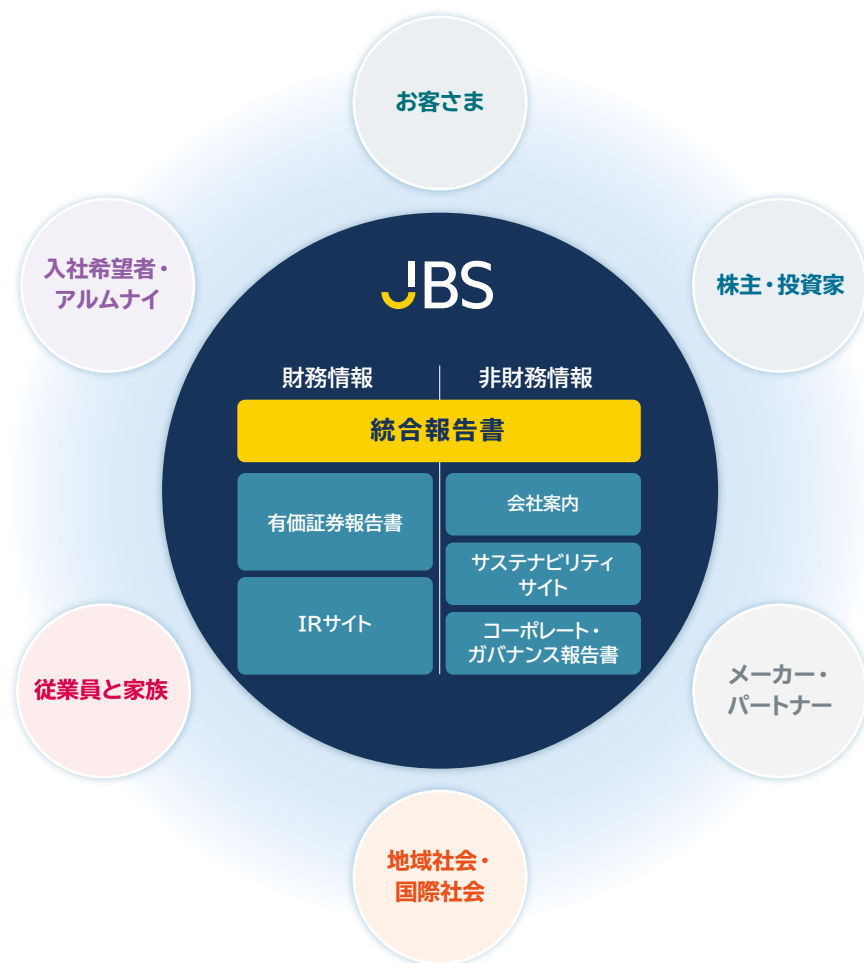 お客さま
入社希望者・
アルムナイ
株主・投資家
JBS
財務情報
非財務情報
統合報告書
有価証券報告書
IRサイト
会社案内
サステナビリティ
サイト
コーポレート・
ガバナンス報告書
従業員と家族
メーカー・
パートナー
地域社会・
国際社会